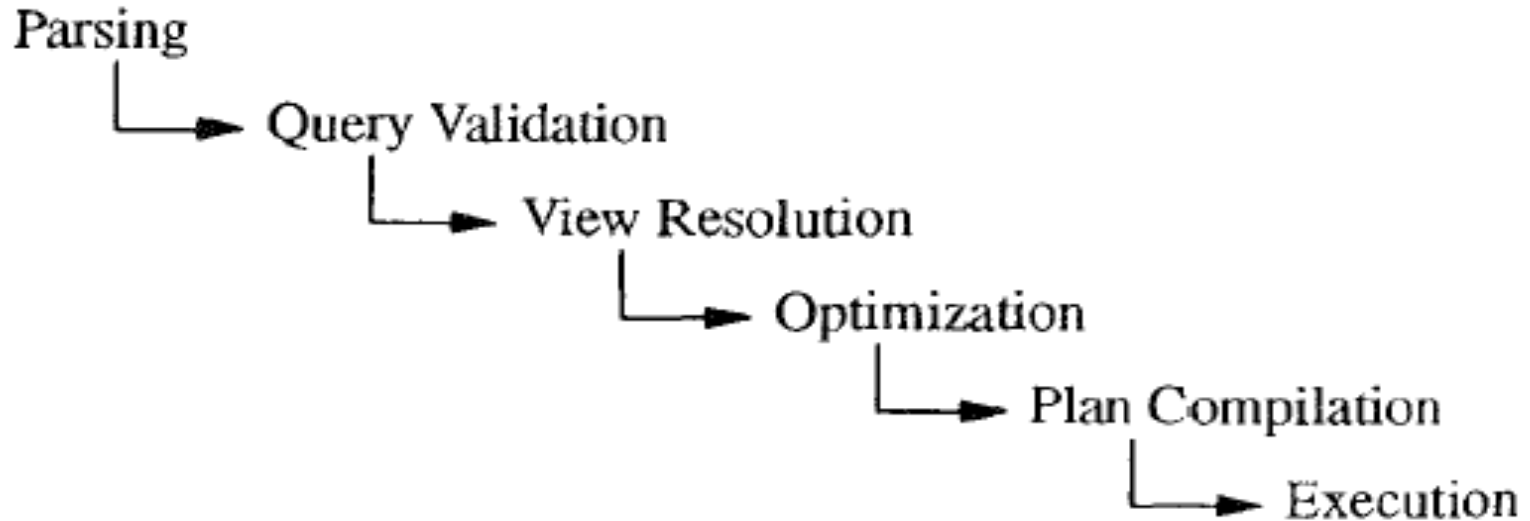 Parsing
Query Validation
View Resolution
Optimization
Plan Compilation
Execution